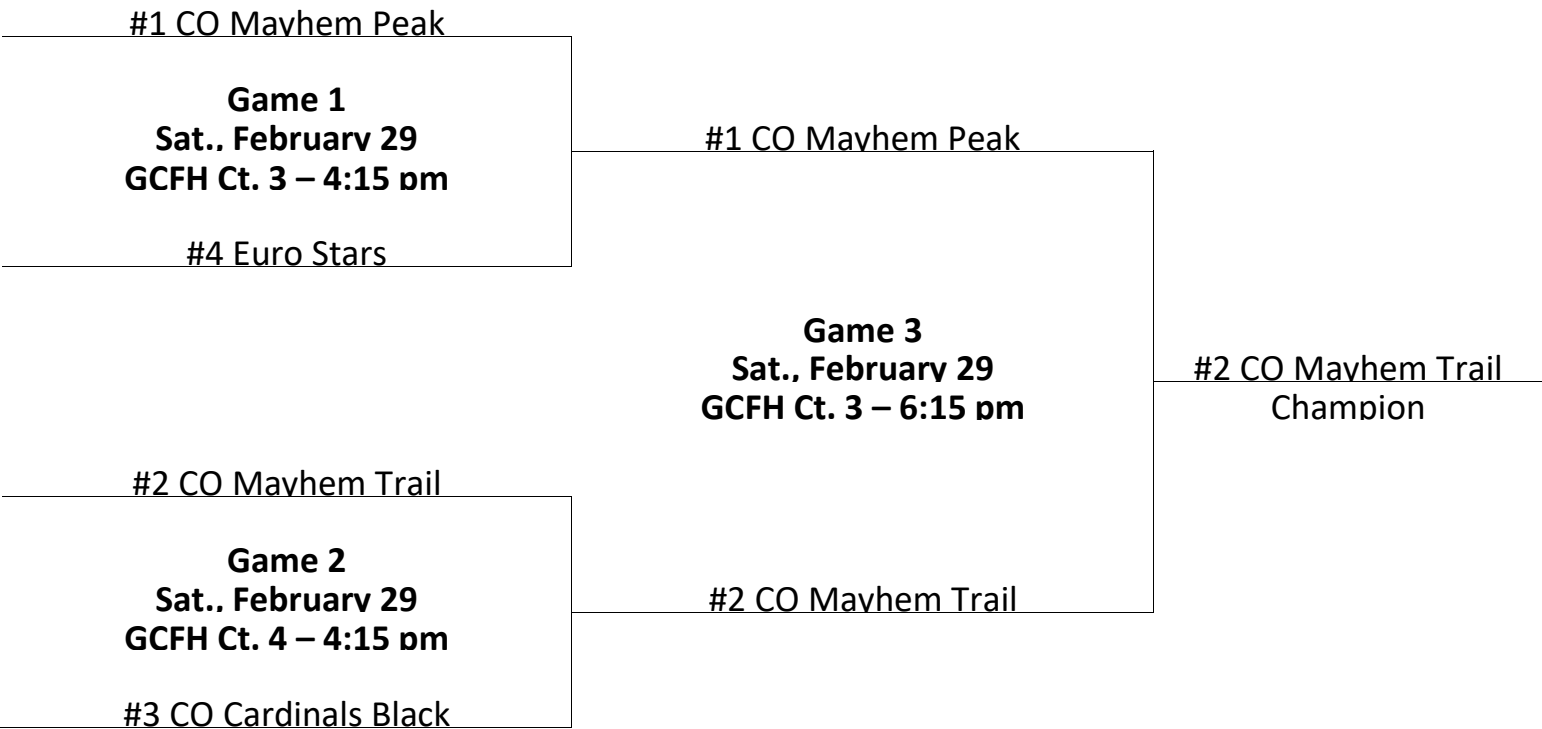 #1 CO Mayhem Peak
Game 1
Sat., February 29
GCFH Ct. 3 – 4:15 pm
#4 Euro Stars
#1 CO Mayhem Peak
Game 3
Sat., February 29
GCFH Ct. 3 – 6:15 pm
#2 CO Mayhem Trail
Champion
#2 CO Mayhem Trail
Game 2
Sat., February 29
GCFH Ct. 4 – 4:15 pm
#3 CO Cardinals Black
#2 CO Mayhem Trail